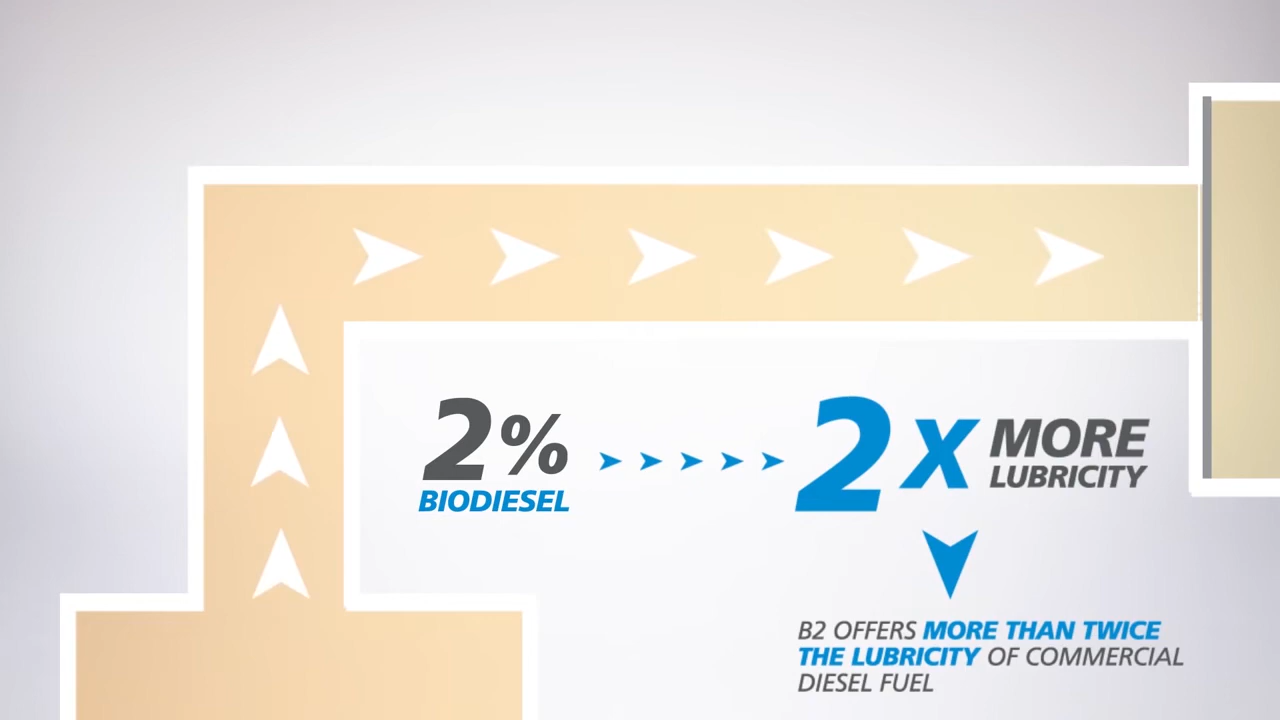 2%
BIODIESEL
2X MORE
LUBRICITY
B2 OFFERS MORE THAN TWICE
THE LUBRICITY OF COMMERCIAL
DIESEL FUEL